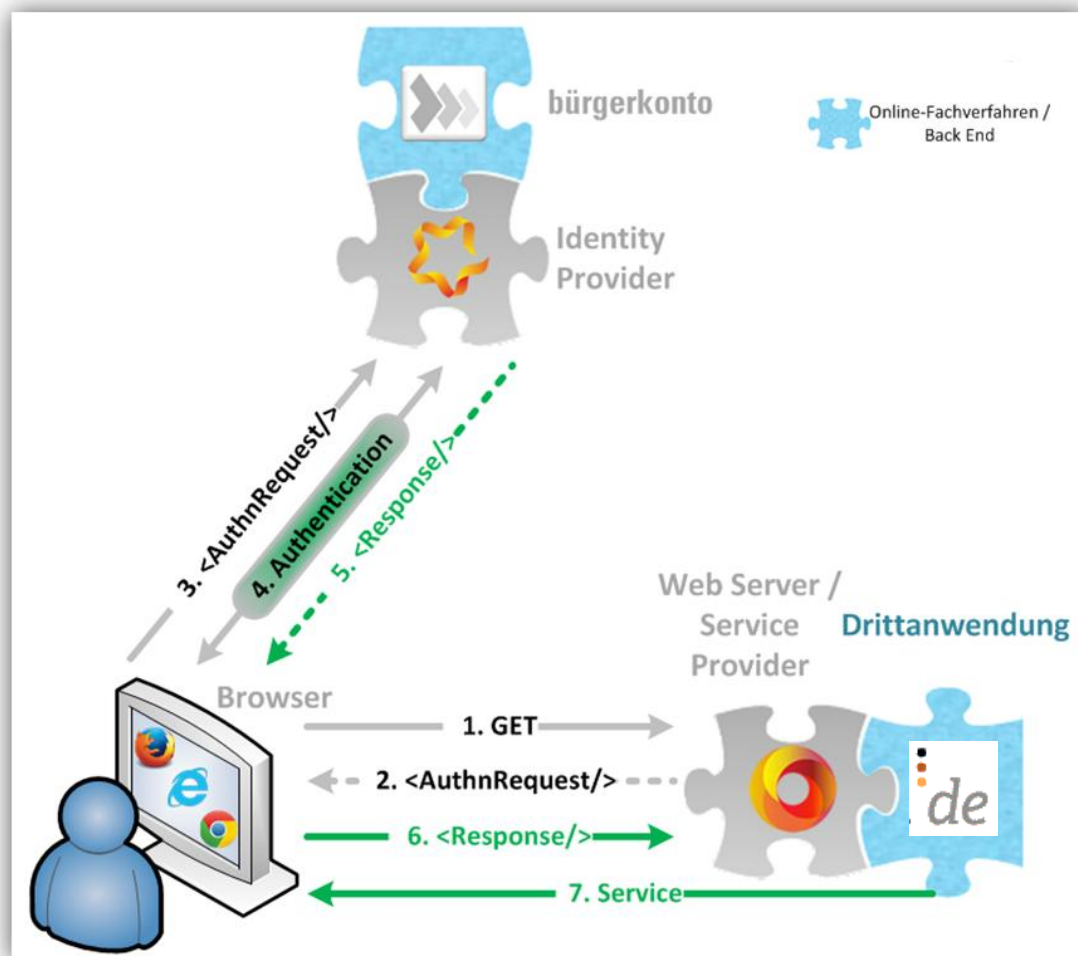 bürgerkonto
Online-Fachverfahren /
Back End
Identity
Provider
3. <AuthnRequest/>
4. Authentication
5. <Response/>
Web Server /
Service
Provider
Drittanwendung
Browser
1. GET
2. <AuthnRequest/>
6. <Response/>
7. Service
.de